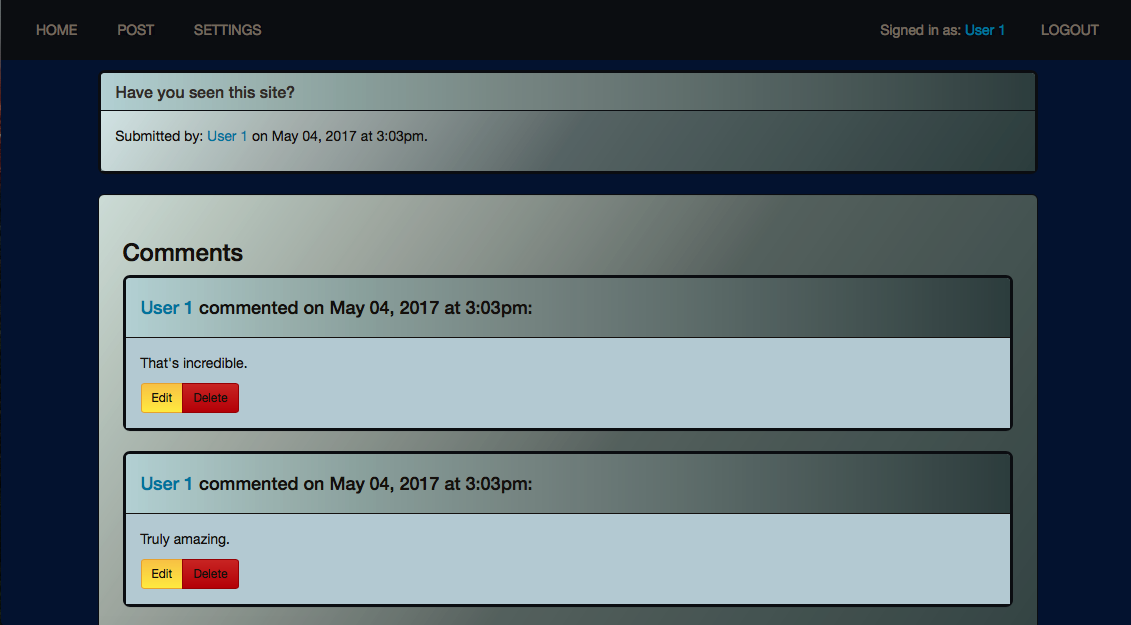 HOME POST SETTINGS Signed in as: User 1 LOGOUT
Have you seen this site?
Submitted by: User 1 on May 04, 2017 at 3:03pm.
Comments
User 1 commented on May 04, 2017 at 3:03pm:
That's incredible.
Edit Delete
User 1 commented on May 04, 2017 at 3:03pm:
Truly amazing.
Edit Delete